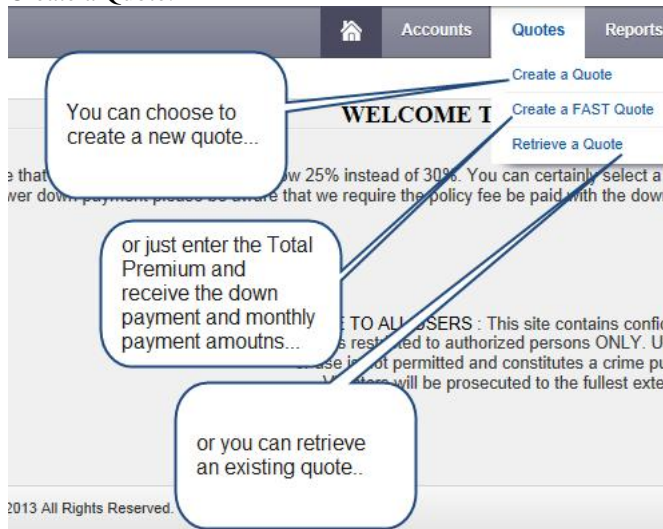 Accounts Quotes Reports
Create a Quote
Create a FAST Quote
Retrieve a Quote
You can choose to
create a new quote...
WELCOME T
e that w 25% instead of 30%. You can certainly select a
wer down payment please be aware that we require the policy fee be paid with the dow
or just enter the Total
Premium and
receive the down
payment and monthly
payment amoutns...
E TO ALL USERS : This site contains confid
s restricted to authorized persons ONLY. U
r use is not permitted and constitutes a crime pu
Violators will be prosecuted to the fullest exte
or you can retrieve
an existing quote..
2013 All Rights Reserved.